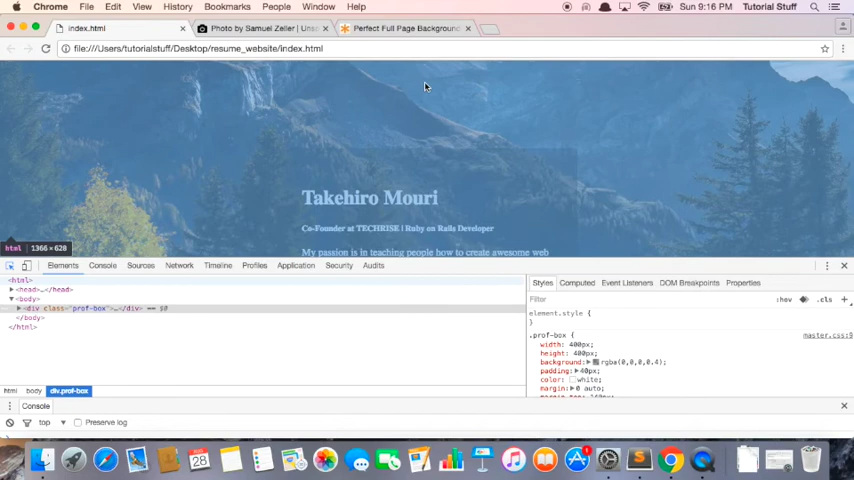 Chrome File Edit View History Bookmarks People Window Help Sun 9:16 PM Tutorial Stuff
index.html Photo by Samuel Zeller | Uns Perfect Full Page Background
file:///Users/tutorialstuff/Desktop/resume_website/index.html
Takehiro Mouri
Co-Founder at TECHRISE | Ruby on Rails Developer
My passion is in teaching people how to create awesome web
html 1366 × 628
Elements Console Sources Network Timeline Profiles Application Security Audits
<html>
<head>…</head>
<body>
<div class="prof-box">…</div> == $0
</body>
</html>
html body div.prof-box
Styles Computed Event Listeners DOM Breakpoints Properties
Filter :hov .cls +
element.style {
}
.prof-box { master.css:9
width: 400px;
height: 400px;
background: rgba(0,0,0,0.4);
padding: 40px;
color: white;
margin: 0 auto;
Console
top Preserve log
28
1